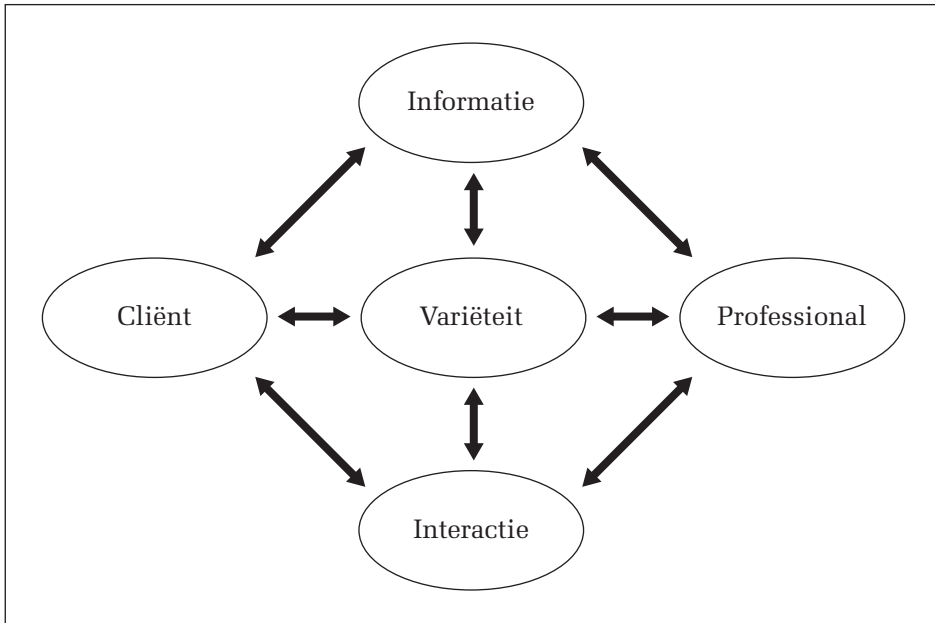 Informatie
Cliënt
Variëteit
Professional
Interactie